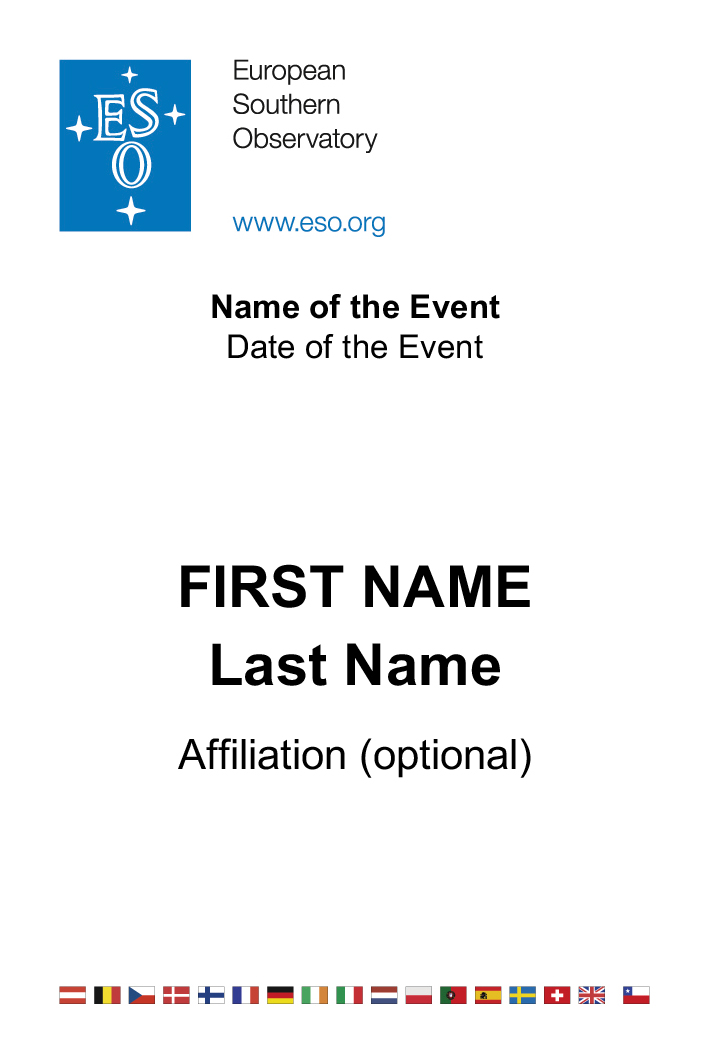 ES
O
European
Southern
Observatory
www.eso.org
Name of the Event
Date of the Event
FIRST NAME
Last Name
Affiliation (optional)